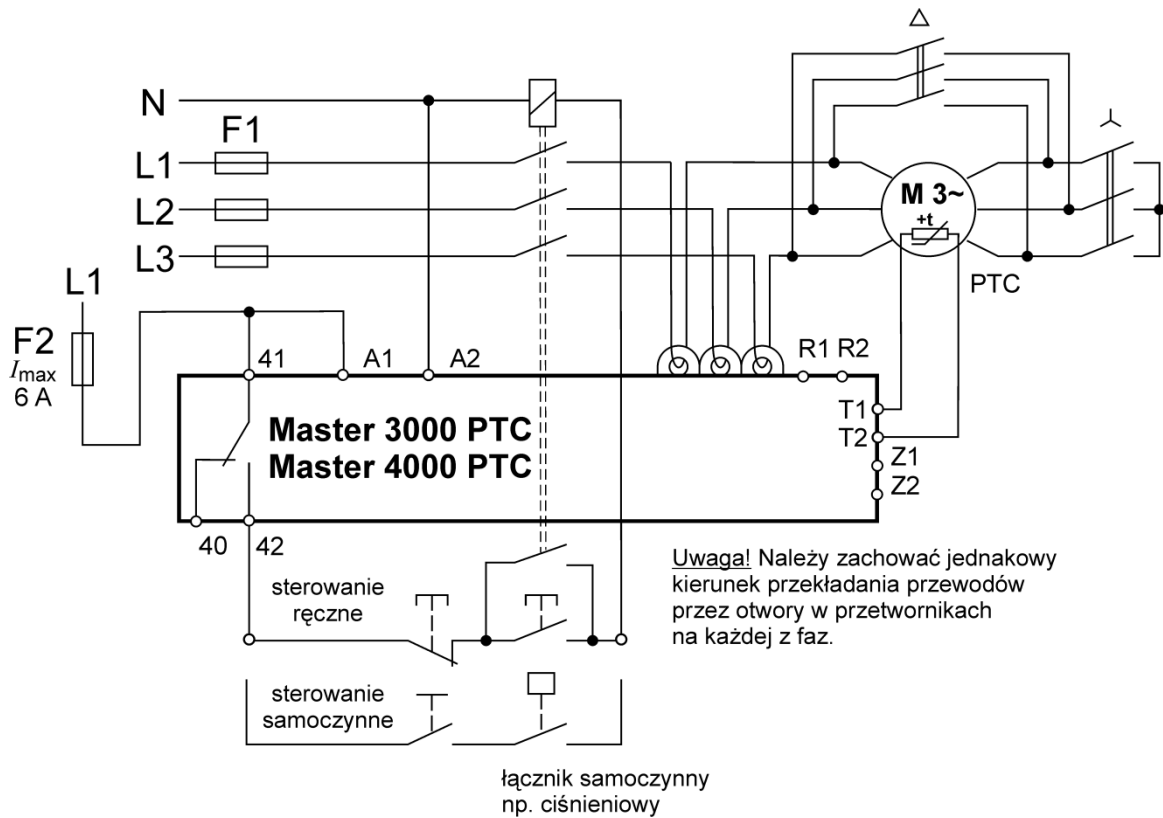 N
F1
L1
L2
L3
L1
F2
Imax
6 A
M 3~
+t
PTC
41
A1
A2
R1
R2
T1
T2
Z1
Z2
Master 3000 PTC
Master 4000 PTC
40
42
sterowanie
ręczne
Uwaga! Należy zachować jednakowy
kierunek przekładania przewodów
przez otwory w przetwornikach
na każdej z faz.
sterowanie
samoczynne
łącznik samoczynny
np. ciśnieniowy